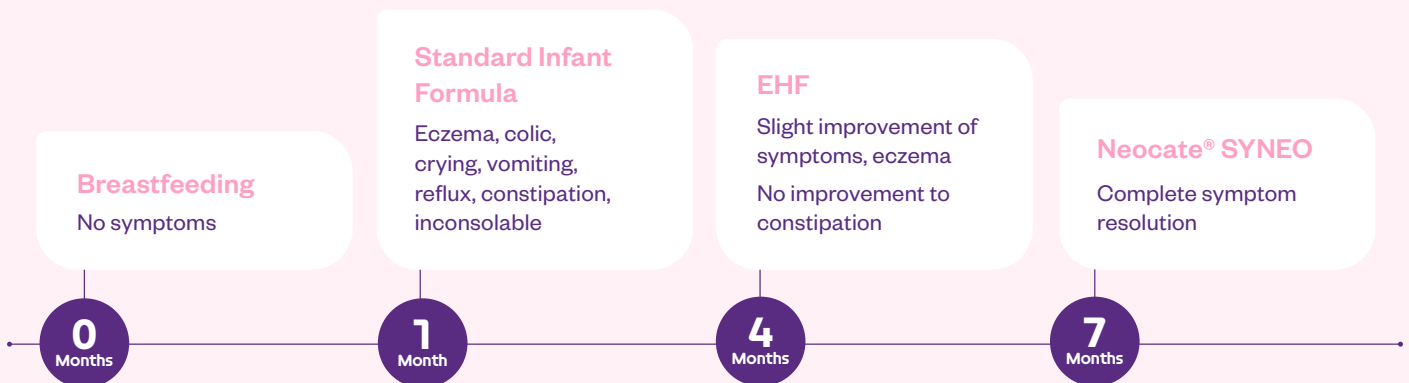 Breastfeeding
No symptoms
Standard Infant
Formula
Eczema, colic,
crying, vomiting,
reflux, constipation,
inconsolable
EHF
Slight improvement of
symptoms, eczema
No improvement to
constipation
Neocate® SYNEO
Complete symptom
resolution
0
Months
1
Month
4
Months
7
Months